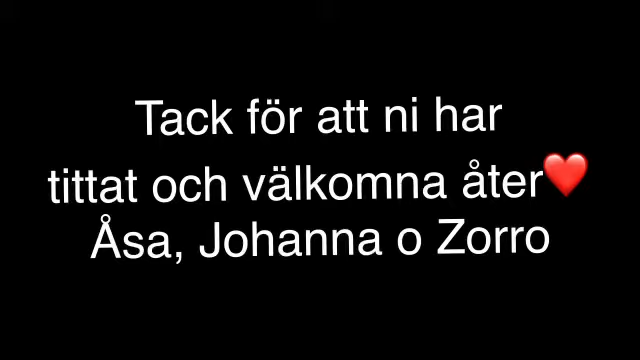 Tack för att ni har
tittat och välkomna åter❤️
Åsa, Johanna o Zorro